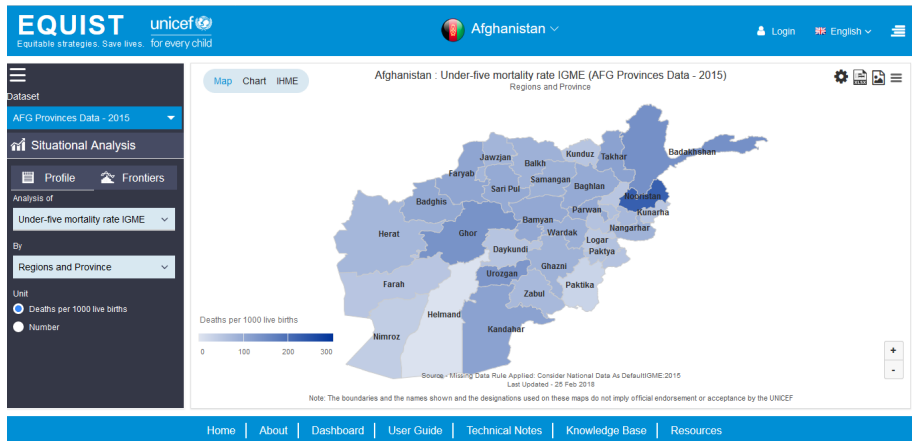 EQUIST
Equitable strategies. Save lives.
unicef
for every child
Afghanistan
Login
English
Dataset
AFG Provinces Data - 2015
Situational Analysis
Profile
Frontiers
Analysis of
Under-five mortality rate IGME
By
Regions and Province
Unit
Deaths per 1000 live births
Number
Map Chart IHME
Afghanistan : Under-five mortality rate IGME (AFG Provinces Data - 2015)
Regions and Province
Jawzjan
Balkh
Kunduz
Takhar
Badakhshan
Faryab
Sari Pul
Samangan
Baghlan
Nooristan
Badghis
Parwan
Kunarha
Bamyan
Nangarhar
Herat
Ghor
Wardak
Logar
Daykundi
Paktya
Urozgan
Ghazni
Farah
Zabul
Paktika
Helmand
Nimroz
Kandahar
Deaths per 1000 live births
0 100 200 300
+
-
Source - Missing Data Rule Applied: Consider National Data As DefaultIGME:2015
Last Updated - 25 Feb 2018
Note: The boundaries and the names shown and the designations used on these maps do not imply official endorsement or acceptance by the UNICEF
Home | About | Dashboard | User Guide | Technical Notes | Knowledge Base | Resources